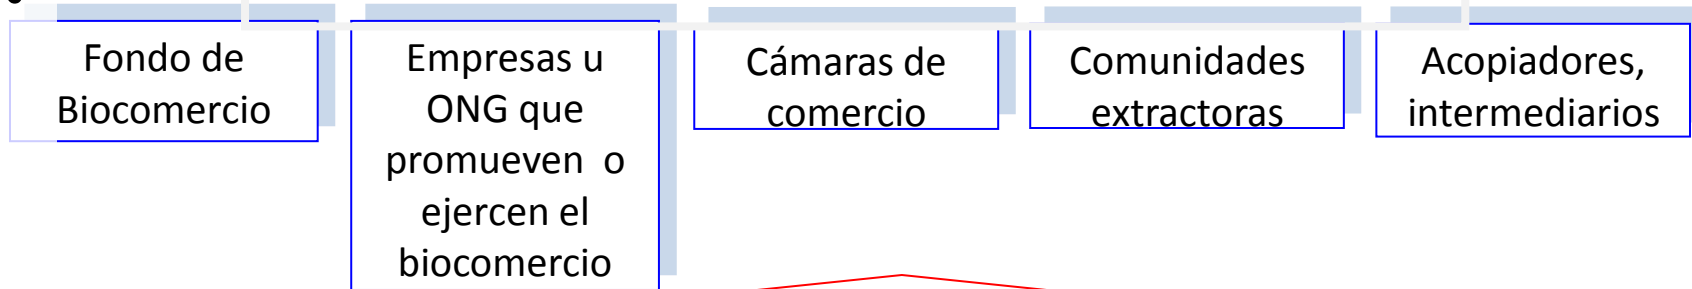 Fondo de
Biocomercio
Empresas u
ONG que
promueven o
ejercen el
biocomercio
Cámaras de
comercio
Comunidades
extractoras
Acopiadores,
intermediarios